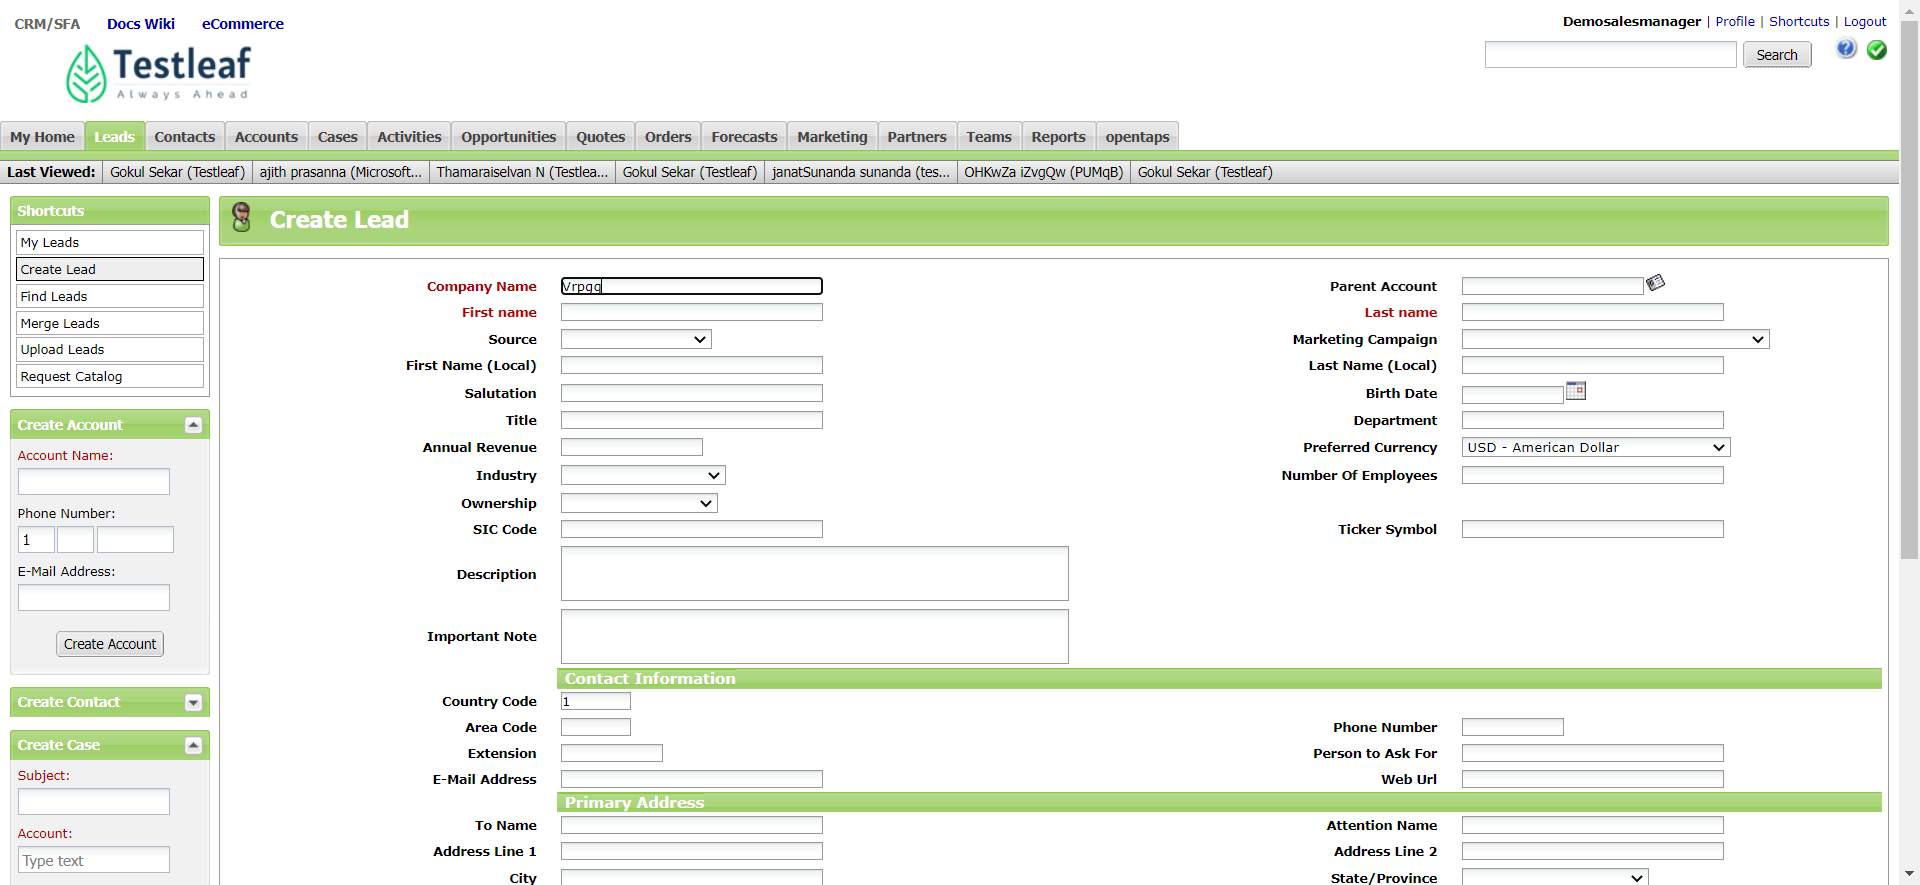 CRM/SFA Docs Wiki eCommerce
Demosalesmanager | Profile | Shortcuts | Logout
Testleaf
Always Ahead
Search
My Home Leads Contacts Accounts Cases Activities Opportunities Quotes Orders Forecasts Marketing Partners Teams Reports opentaps
Last Viewed: Gokul Sekar (Testleaf) ajith prasanna (Microsoft... Thamaraiselvan N (Testlea... Gokul Sekar (Testleaf) janatSunanda sunanda (tes... OHKwZa iZvgQw (PUMqB) Gokul Sekar (Testleaf)
Shortcuts
My Leads
Create Lead
Find Leads
Merge Leads
Upload Leads
Request Catalog
Create Account
Account Name:
Phone Number:
1
E-Mail Address:
Create Account
Create Contact
Create Case
Subject:
Account:
Type text
Create Lead
Company Name Parent Account
First name Last name
Source Marketing Campaign
First Name (Local) Last Name (Local)
Salutation Birth Date
Title Department
Annual Revenue Preferred Currency USD - American Dollar
Industry Number Of Employees
Ownership
SIC Code Ticker Symbol
Description
Important Note
Contact Information
Country Code 1
Area Code Phone Number
Extension Person to Ask For
E-Mail Address Web Url
Primary Address
To Name Attention Name
Address Line 1 Address Line 2
City State/Province